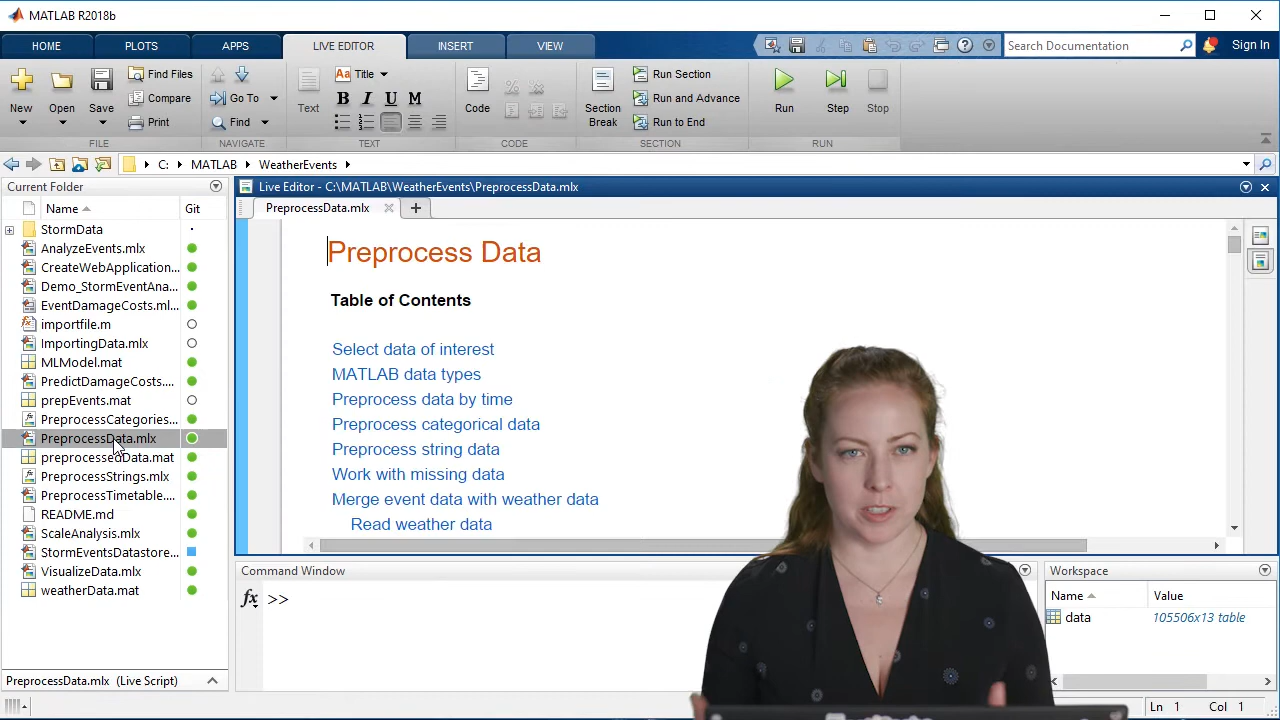 MATLAB R2018b
HOME PLOTS APPS LIVE EDITOR INSERT VIEW
Search Documentation Sign In
New Open Save
Find Files
Compare
Print
Go To
Find
Text
Title
B I U M
Code
Section Break
Run Section
Run and Advance
Run to End
Run Step Stop
FILE NAVIGATE TEXT CODE SECTION RUN
C: MATLAB WeatherEvents
Current Folder
Name Git
StormData
AnalyzeEvents.mlx
CreateWebApplication...
Demo_StormEventAna...
EventDamageCosts.ml...
importfile.m
ImportingData.mlx
MLModel.mat
PredictDamageCosts....
prepEvents.mat
PreprocessCategories...
PreprocessData.mlx
preprocessedData.mat
PreprocessStrings.mlx
PreprocessTimetable....
README.md
ScaleAnalysis.mlx
StormEventsDatastore...
VisualizeData.mlx
weatherData.mat
PreprocessData.mlx (Live Script)
Live Editor - C:\MATLAB\WeatherEvents\PreprocessData.mlx
PreprocessData.mlx
Preprocess Data
Table of Contents
Select data of interest
MATLAB data types
Preprocess data by time
Preprocess categorical data
Preprocess string data
Work with missing data
Merge event data with weather data
Read weather data
Command Window
fx >>
Workspace
Name Value
data 105506x13 table
Ln 1 Col 1